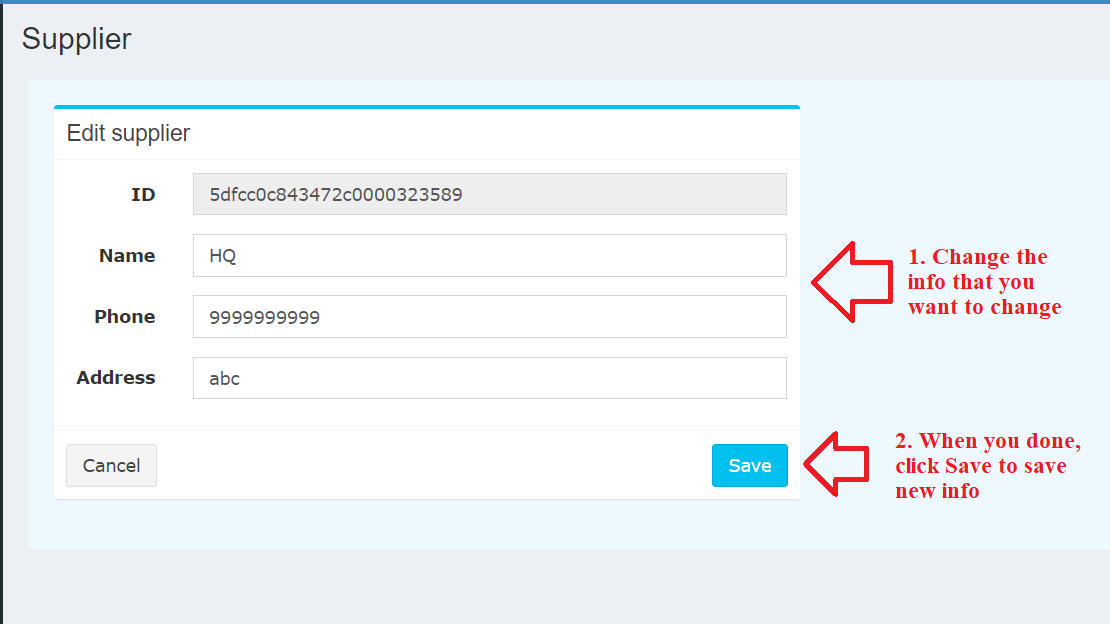 Supplier
Edit supplier
ID
5dfcc0c843472c0000323589
Name
HQ
Phone
9999999999
Address
abc
Cancel
Save
1. Change the
info that you
want to change
2. When you done,
click Save to save
new info